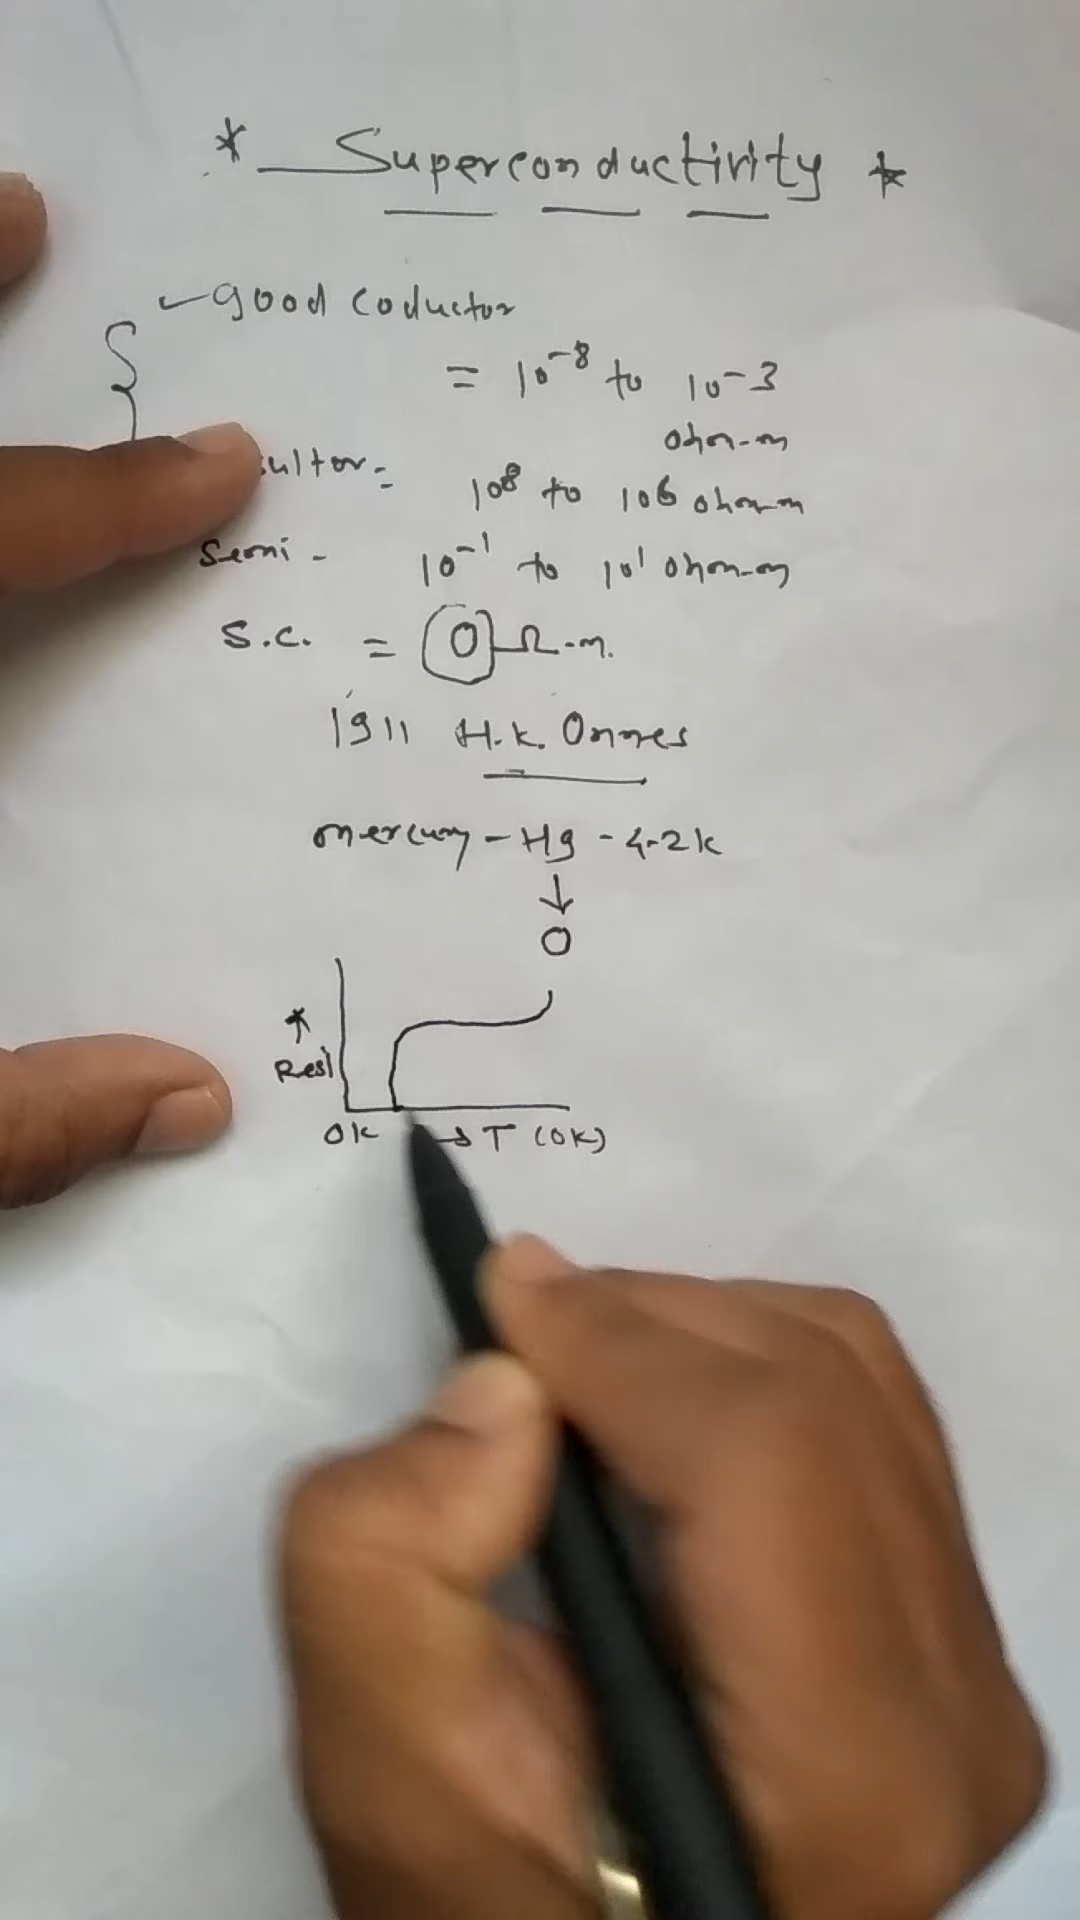 * Superconductivity *
good coductor
= 10⁻⁸ to 10⁻³
ohm-m
sultor = 10⁸ to 10⁶ ohm-m
Semi - 10⁻¹ to 10¹ ohm-m
S.C. = 0 Ω-m.
1911 H.K. Onnes
mercury - Hg - 4.2k
↓
0
↑
Resi
0k → T (0K)